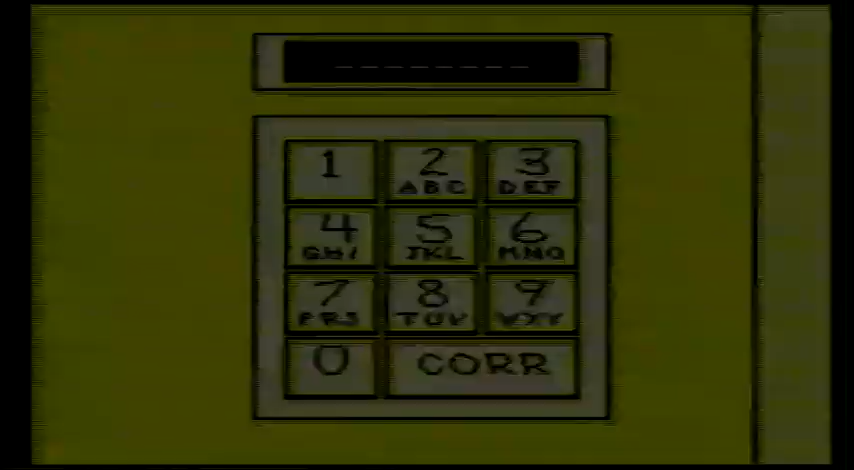 ________
1 2 3
ABC DEF
4 5 6
GHI JKL MNO
7 8 9
PRS TUV WXY
0 CORR